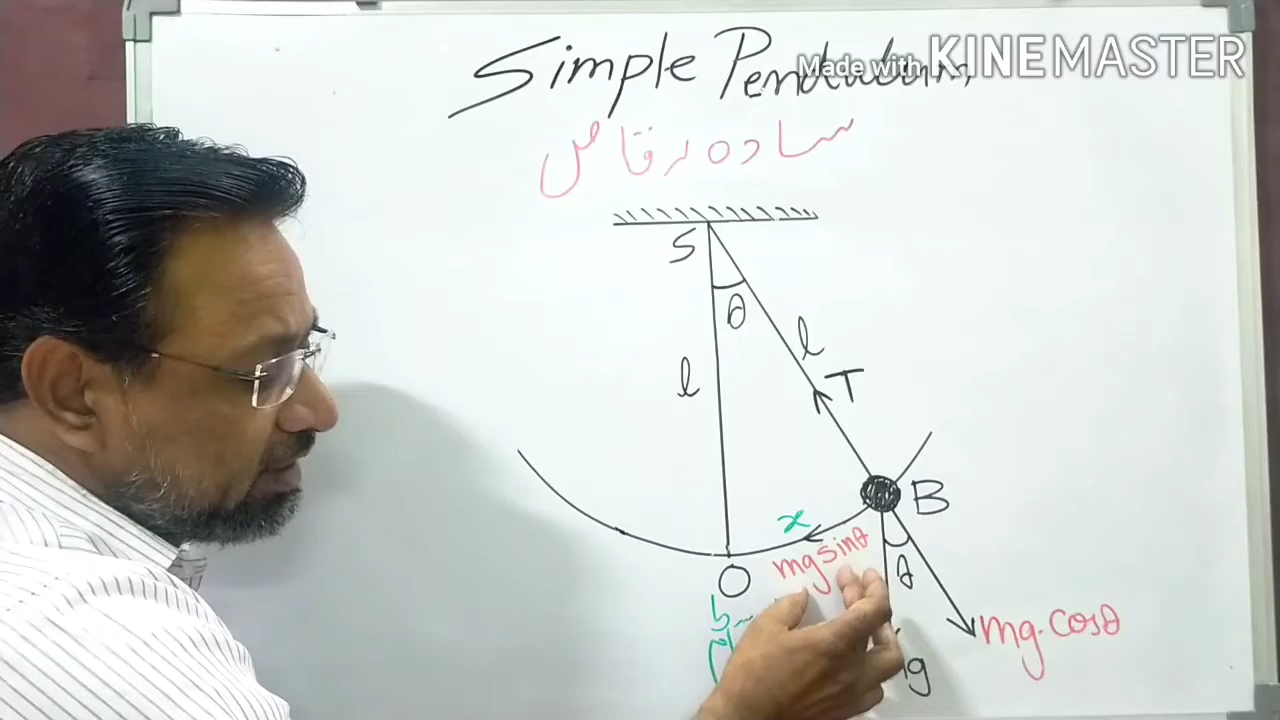 Simple Pendulum
Made with KINEMASTER
سادہ رقاص
S
θ
l
l
T
B
x
mg sinθ
O
θ
mg. cosθ
mg